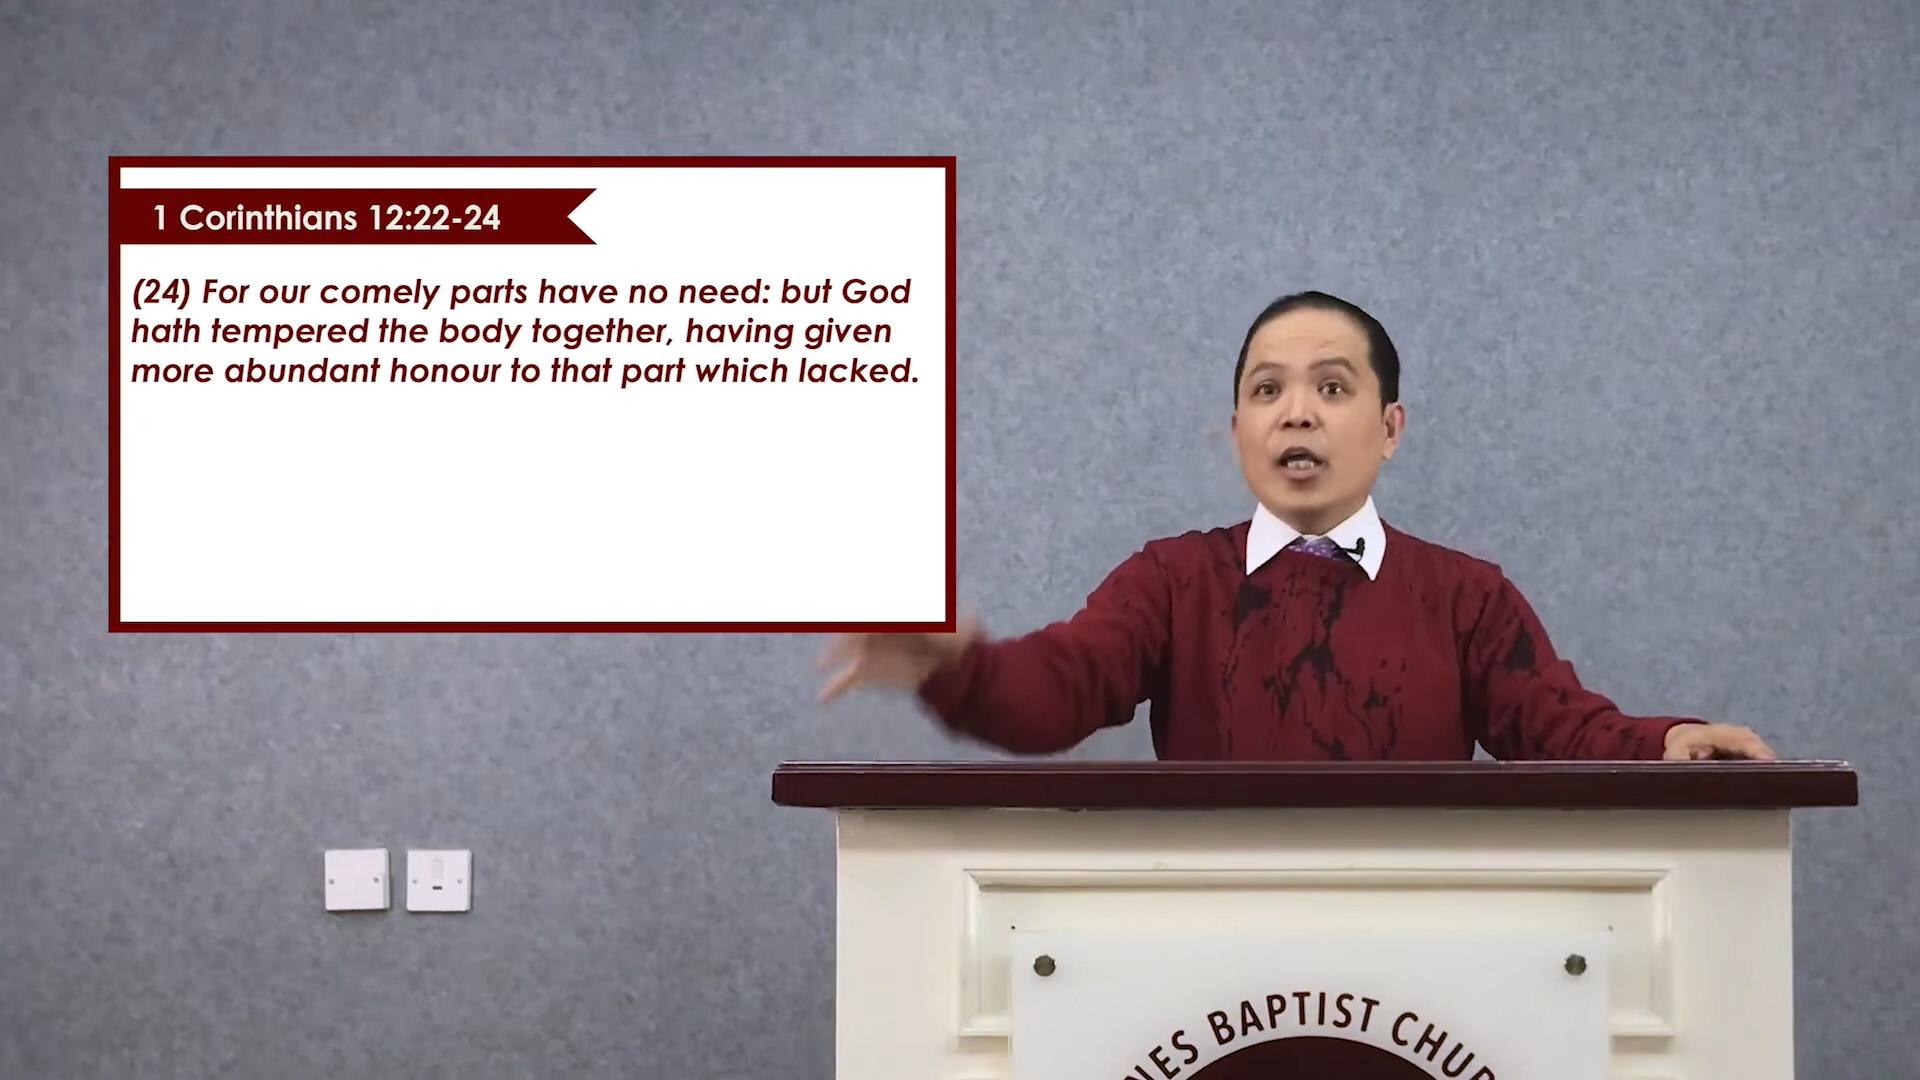 1 Corinthians 12:22-24
(24) For our comely parts have no need: but God
hath tempered the body together, having given
more abundant honour to that part which lacked.
BAPTIST